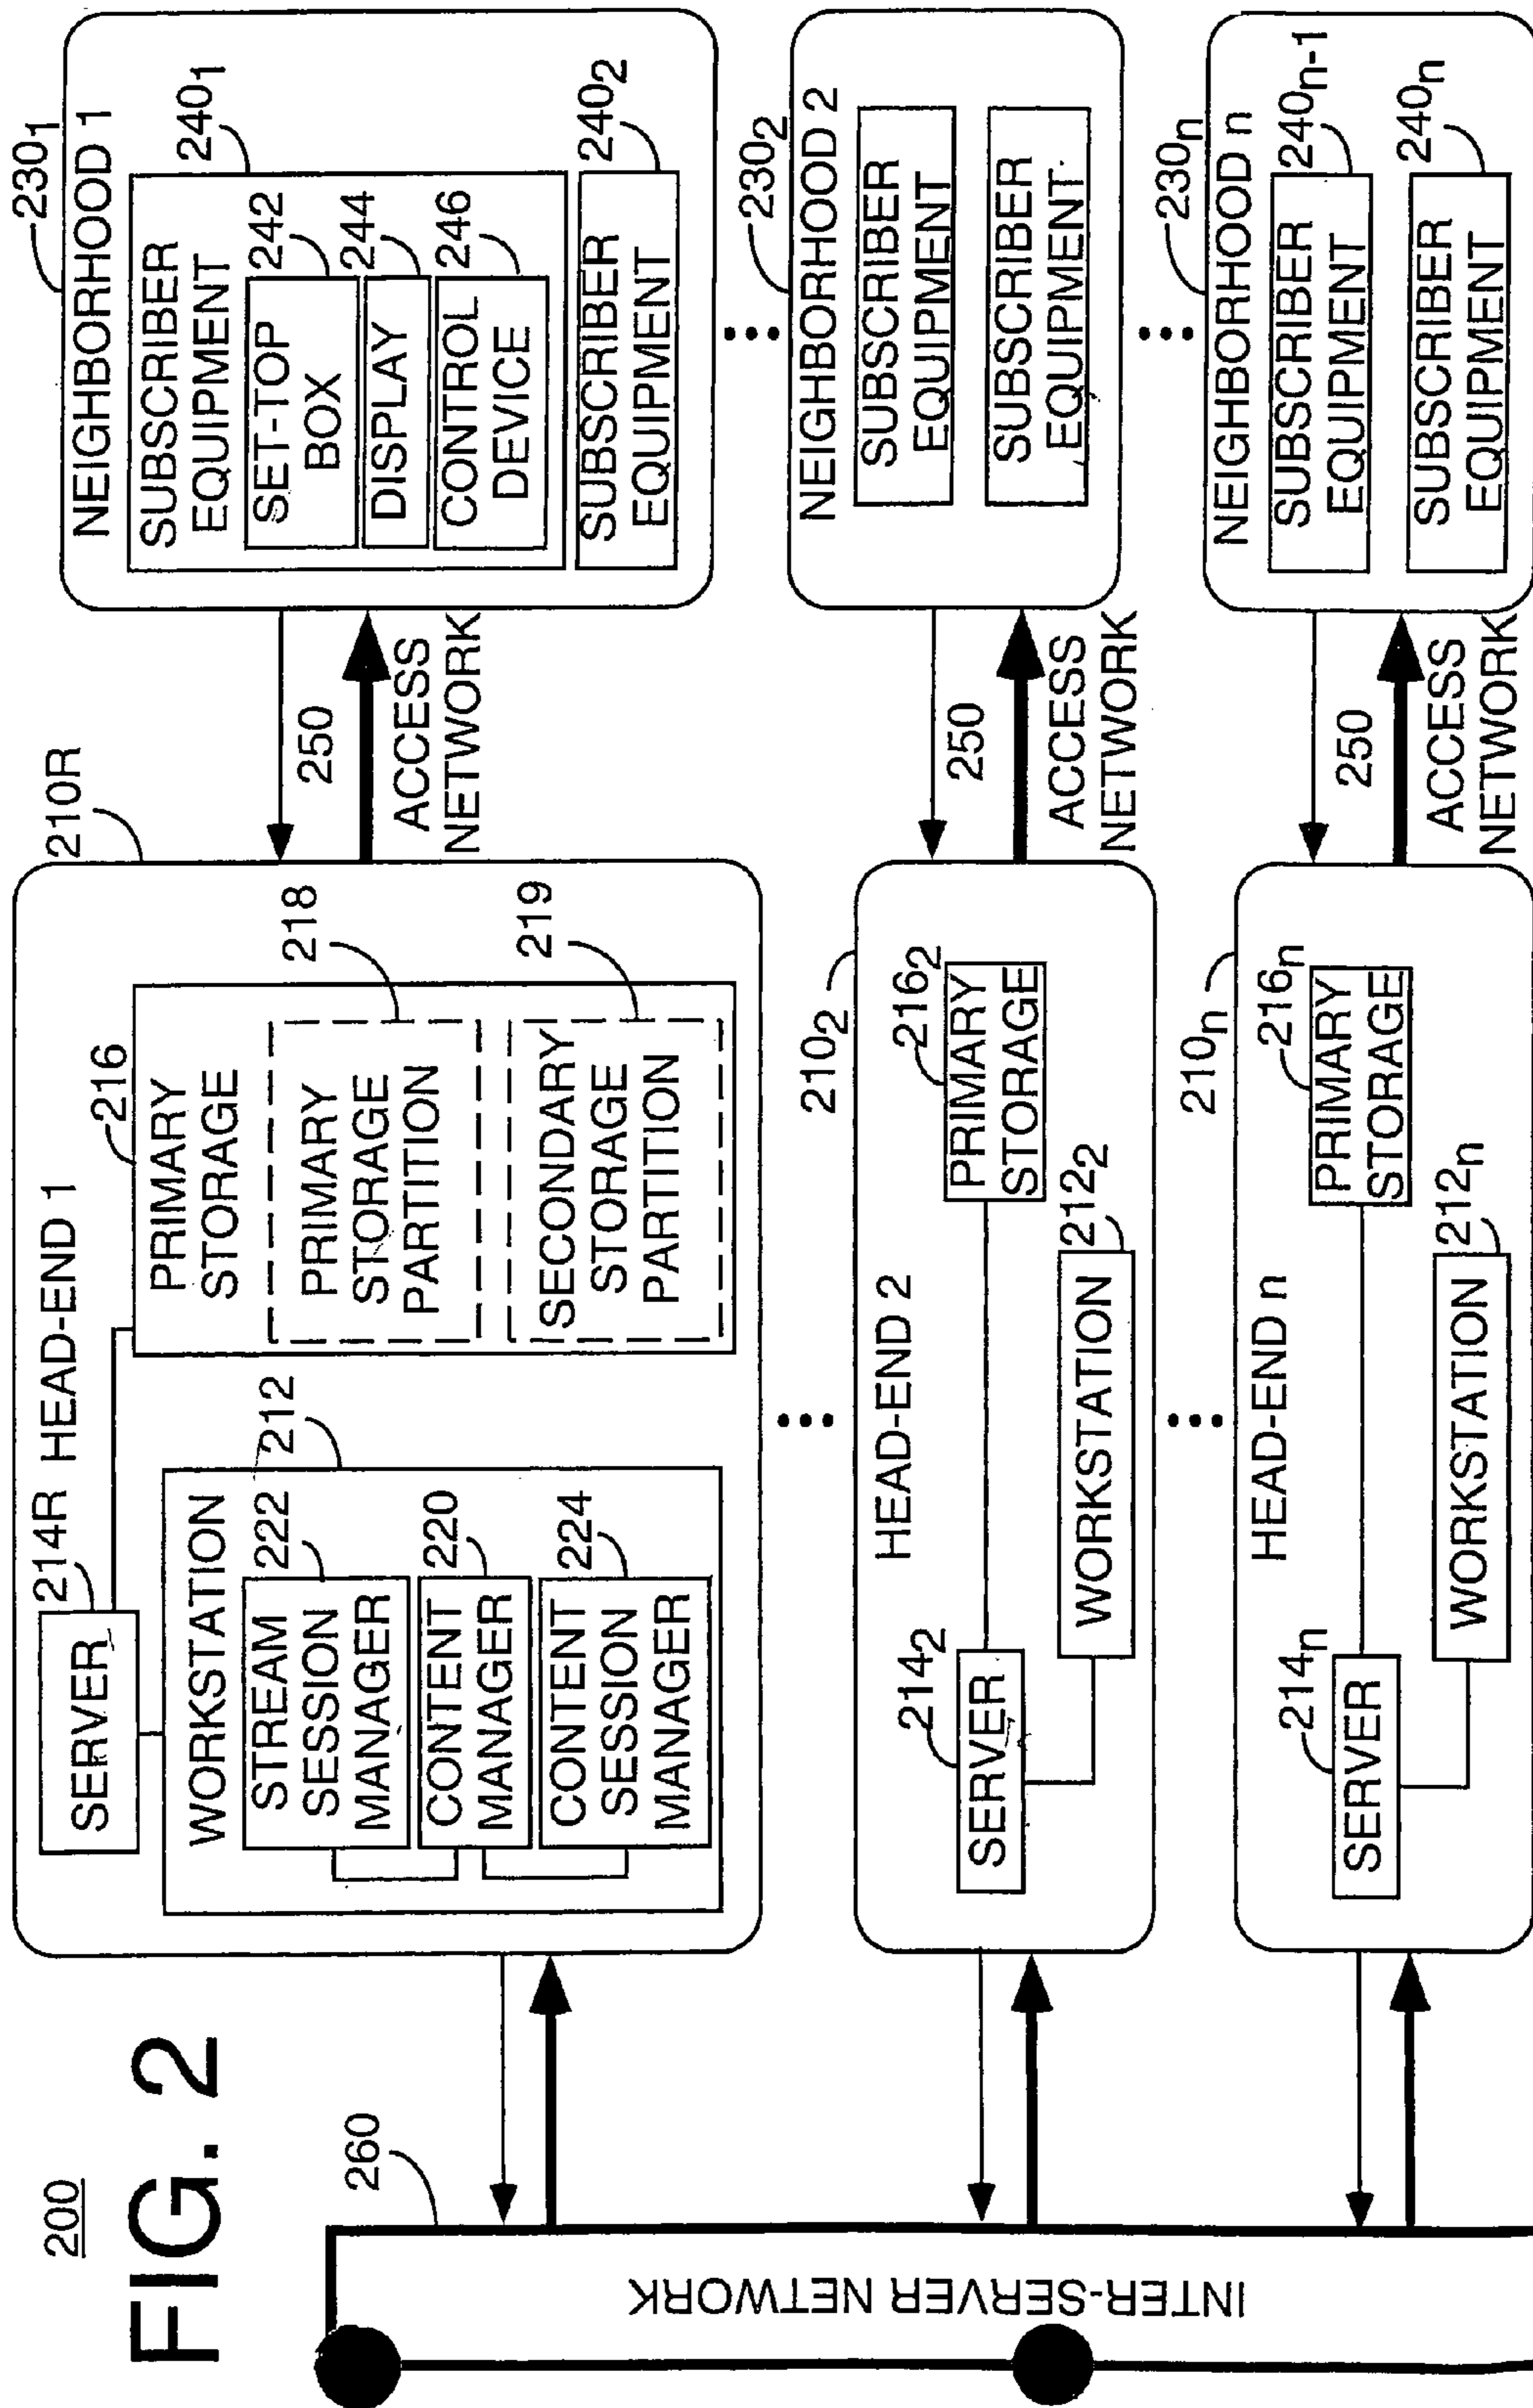 200
FIG. 2
260
INTER-SERVER NETWORK
214R HEAD-END 1
SERVER
WORKSTATION
212
STREAM
SESSION
MANAGER
222
CONTENT
MANAGER
220
CONTENT
SESSION
MANAGER
224
216
PRIMARY
STORAGE
PRIMARY
STORAGE
PARTITION
218
SECONDARY
STORAGE
PARTITION
219
210R
250
ACCESS
NETWORK
230₁
NEIGHBORHOOD 1
SUBSCRIBER
EQUIPMENT
240₁
SET-TOP
BOX
242
DISPLAY
244
CONTROL
DEVICE
246
SUBSCRIBER
EQUIPMENT
240₂
HEAD-END 2
210₂
214₂
SERVER
216₂
PRIMARY
STORAGE
WORKSTATION
212₂
250
ACCESS
NETWORK
230₂
NEIGHBORHOOD 2
SUBSCRIBER
EQUIPMENT
SUBSCRIBER
EQUIPMENT
HEAD-END n
210ₙ
214ₙ
SERVER
216ₙ
PRIMARY
STORAGE
WORKSTATION
212ₙ
250
ACCESS
NETWORK
230ₙ
NEIGHBORHOOD n
SUBSCRIBER
EQUIPMENT
240ₙ₋₁
SUBSCRIBER
EQUIPMENT
240ₙ